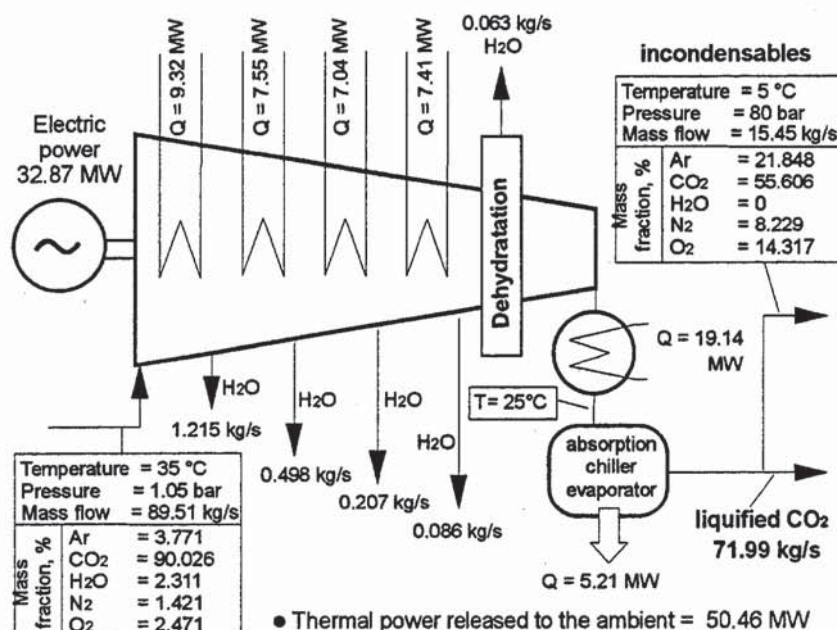 Q = 9.32 MW
Q = 7.55 MW
Q = 7.04 MW
Q = 7.41 MW
0.063 kg/s
H2O
incondensables
Temperature = 5 °C
Pressure = 80 bar
Mass flow = 15.45 kg/s
Mass fraction, %
Ar = 21.848
CO2 = 55.606
H2O = 0
N2 = 8.229
O2 = 14.317
Electric
power
32.87 MW
Dehydratation
Q = 19.14
MW
T= 25°C
absorption
chiller
evaporator
H2O
1.215 kg/s
H2O
0.498 kg/s
H2O
0.207 kg/s
H2O
0.086 kg/s
liquified CO2
71.99 kg/s
Q = 5.21 MW
Temperature = 35 °C
Pressure = 1.05 bar
Mass flow = 89.51 kg/s
Mass fraction, %
Ar = 3.771
CO2 = 90.026
H2O = 2.311
N2 = 1.421
O2 = 2.471
• Thermal power released to the ambient = 50.46 MW